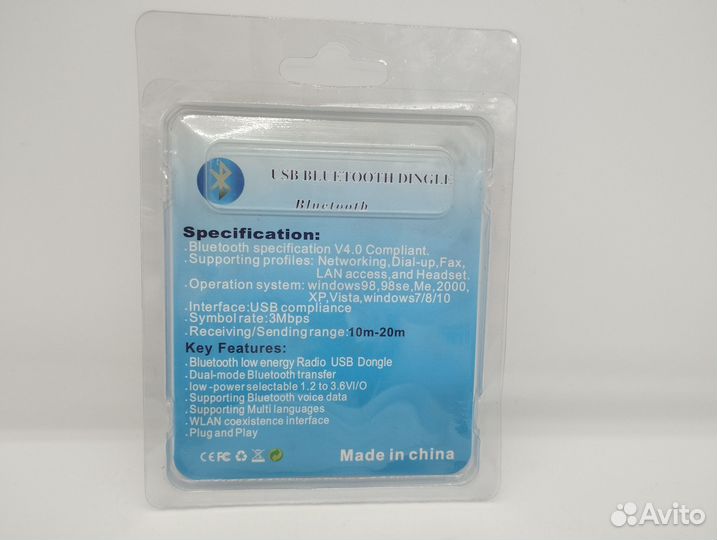 USB BLUETOOTH DINGLE
Bluetooth
Specification:
.Bluetooth specification V4.0 Compliant.
.Supporting profiles: Networking,Dial-up,Fax,
LAN access,and Headset.
.Operation system: windows98,98se,Me,2000,
XP,Vista,windows7/8/10
.Interface:USB compliance
.Symbol rate:3Mbps
.Receiving/Sending range:10m-20m
Key Features:
.Bluetooth low energy Radio USB Dongle
.Dual-mode Bluetooth transfer
.low -power selectable 1.2 to 3.6VI/O
.Supporting Bluetooth voice data
.Supporting Multi languages
.WLAN coexistence interface
.Plug and Play
CE FC Made in china
Avito